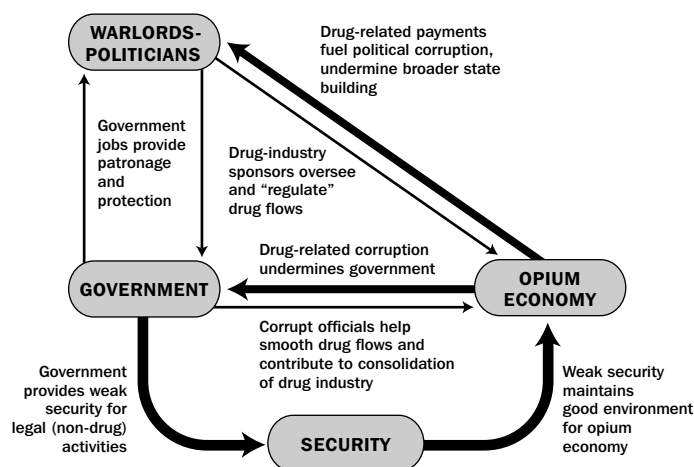 WARLORDS-
POLITICIANS
Drug-related payments
fuel political corruption,
undermine broader state
building
Government
jobs provide
patronage
and
protection
Drug-industry
sponsors oversee
and “regulate”
drug flows
Drug-related corruption
undermines government
GOVERNMENT
OPIUM
ECONOMY
Corrupt officials help
smooth drug flows and
contribute to consolidation
of drug industry
Government
provides weak
security for
legal (non-drug)
activities
Weak security
maintains
good environment
for opium
economy
SECURITY